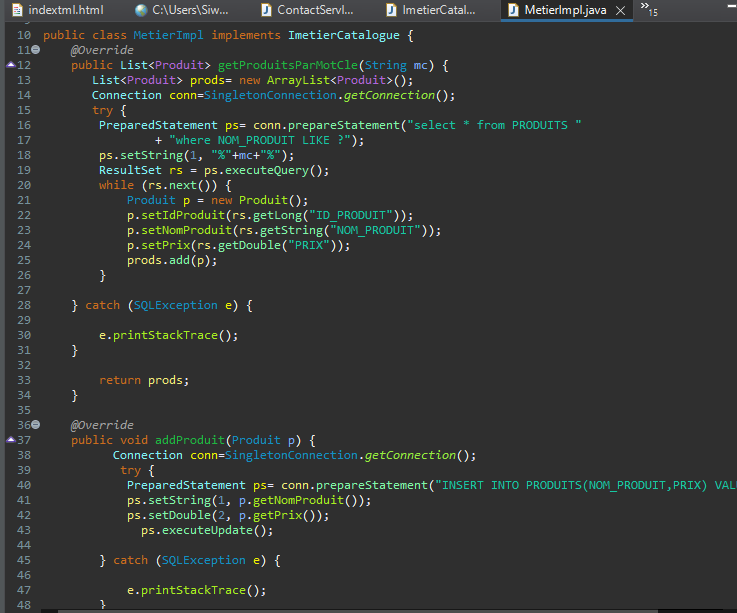 indextml.html
C:\Users\Siw...
ContactServl...
ImetierCatal...
MetierImpl.java
15
10 public class MetierImpl implements ImetierCatalogue {
11 @Override
12 public List<Produit> getProduitsParMotCle(String mc) {
13 List<Produit> prods= new ArrayList<Produit>();
14 Connection conn=SingletonConnection.getConnection();
15 try {
16 PreparedStatement ps= conn.prepareStatement("select * from PRODUITS "
17 + "where NOM_PRODUIT LIKE ?");
18 ps.setString(1, "%"+mc+"%");
19 ResultSet rs = ps.executeQuery();
20 while (rs.next()) {
21 Produit p = new Produit();
22 p.setIdProduit(rs.getLong("ID_PRODUIT"));
23 p.setNomProduit(rs.getString("NOM_PRODUIT"));
24 p.setPrix(rs.getDouble("PRIX"));
25 prods.add(p);
26 }
27
28 } catch (SQLException e) {
29
30 e.printStackTrace();
31 }
32
33 return prods;
34 }
35
36 @Override
37 public void addProduit(Produit p) {
38 Connection conn=SingletonConnection.getConnection();
39 try {
40 PreparedStatement ps= conn.prepareStatement("INSERT INTO PRODUITS(NOM_PRODUIT,PRIX) VALU
41 ps.setString(1, p.getNomProduit());
42 ps.setDouble(2, p.getPrix());
43 ps.executeUpdate();
44
45 } catch (SQLException e) {
46
47 e.printStackTrace();
48 }